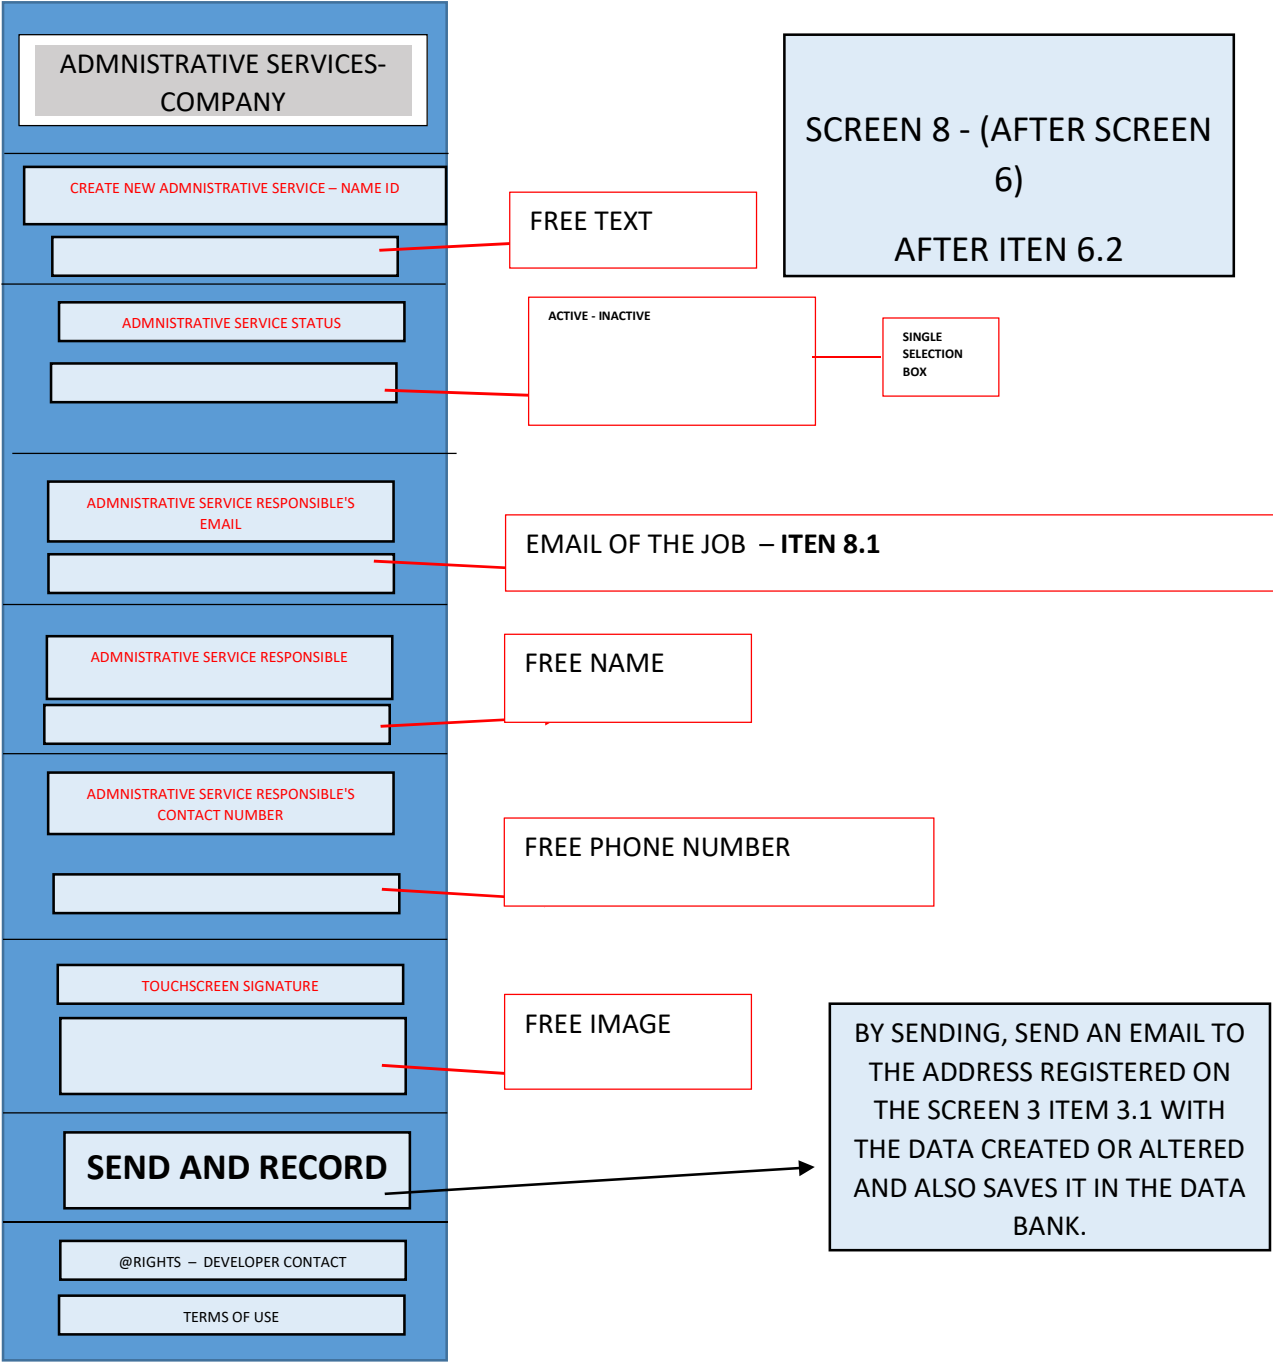 ADMNISTRATIVE SERVICES-
COMPANY
SCREEN 8 - (AFTER SCREEN
6)
AFTER ITEN 6.2
CREATE NEW ADMNISTRATIVE SERVICE – NAME ID
FREE TEXT
ADMNISTRATIVE SERVICE STATUS
ACTIVE - INACTIVE
SINGLE
SELECTION
BOX
ADMNISTRATIVE SERVICE RESPONSIBLE'S
EMAIL
EMAIL OF THE JOB – ITEN 8.1
ADMNISTRATIVE SERVICE RESPONSIBLE
FREE NAME
ADMNISTRATIVE SERVICE RESPONSIBLE'S
CONTACT NUMBER
FREE PHONE NUMBER
TOUCHSCREEN SIGNATURE
FREE IMAGE
SEND AND RECORD
BY SENDING, SEND AN EMAIL TO
THE ADDRESS REGISTERED ON
THE SCREEN 3 ITEM 3.1 WITH
THE DATA CREATED OR ALTERED
AND ALSO SAVES IT IN THE DATA
BANK.
@RIGHTS – DEVELOPER CONTACT
TERMS OF USE